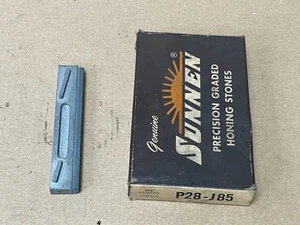 Genuine
SUNNEN
PRECISION GRADED
HONING STONES
P28-J85